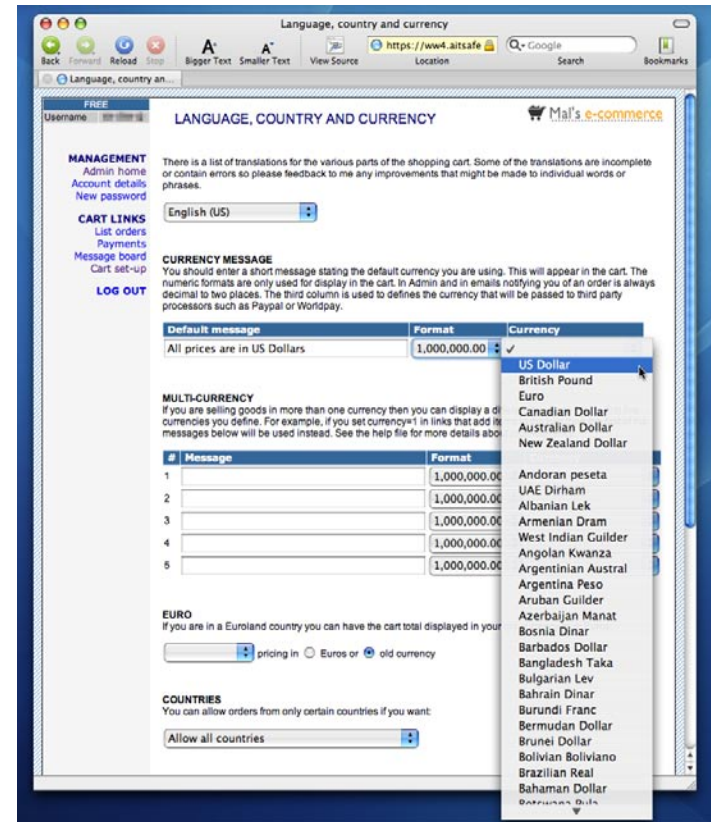 Language, country and currency
Back Forward Reload Stop Bigger Text Smaller Text View Source Location Search Bookmarks
https://ww4.aitsafe
Google
Language, country an...
FREE
Username
LANGUAGE, COUNTRY AND CURRENCY
Mal's e-commerce
MANAGEMENT
Admin home
Account details
New password
CART LINKS
List orders
Payments
Message board
Cart set-up
LOG OUT
There is a list of translations for the various parts of the shopping cart. Some of the translations are incomplete
or contain errors so please feedback to me any improvements that might be made to individual words or
phrases.
English (US)
CURRENCY MESSAGE
You should enter a short message stating the default currency you are using. This will appear in the cart. The
numeric formats are only used for display in the cart. In Admin and in emails notifying you of an order is always
decimal to two places. The third column is used to defines the currency that will be passed to third party
processors such as Paypal or Worldpay.
Default message Format Currency
All prices are in US Dollars 1,000,000.00
MULTI-CURRENCY
If you are selling goods in more than one currency then you can display a
currencies you define. For example, if you set currency=1 in links that add
messages below will be used instead. See the help file for more details
# Message Format
1 1,000,000.00
2 1,000,000.00
3 1,000,000.00
4 1,000,000.00
5 1,000,000.00
EURO
If you are in a Euroland country you can have the cart total displayed in your
pricing in Euros or old currency
COUNTRIES
You can allow orders from only certain countries if you want:
Allow all countries
US Dollar
British Pound
Euro
Canadian Dollar
Australian Dollar
New Zealand Dollar
Andoran peseta
UAE Dirham
Albanian Lek
Armenian Dram
West Indian Guilder
Angolan Kwanza
Argentinian Austral
Argentina Peso
Aruban Guilder
Azerbaijan Manat
Bosnia Dinar
Barbados Dollar
Bangladesh Taka
Bulgarian Lev
Bahrain Dinar
Burundi Franc
Bermudan Dollar
Brunei Dollar
Bolivian Boliviano
Brazilian Real
Bahaman Dollar
Botswana Pula